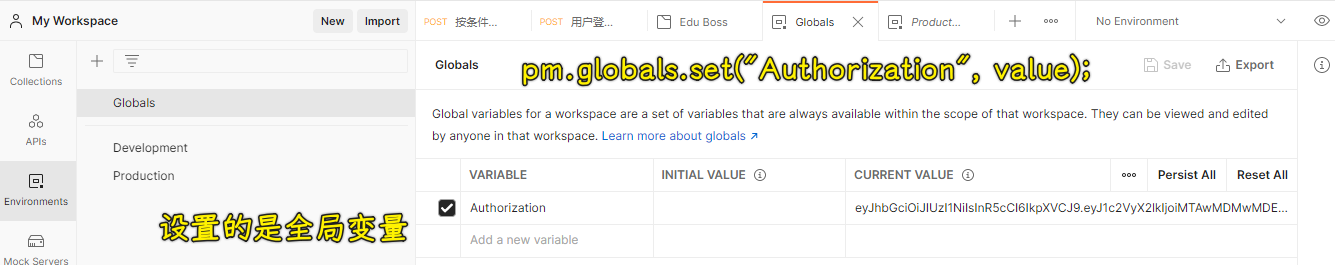 My Workspace New Import POST 按条件... POST 用户登... Edu Boss Globals Product... No Environment
Collections
APIs
Environments
Mock Servers
Globals
Development
Production
设置的是全局变量
Globals pm.globals.set("Authorization", value); Save Export
Global variables for a workspace are a set of variables that are always available within the scope of that workspace. They can be viewed and edited
by anyone in that workspace. Learn more about globals ↗
VARIABLE INITIAL VALUE CURRENT VALUE Persist All Reset All
Authorization eyJhbGciOiJIUzI1NiIsInR5cCI6IkpXVCJ9.eyJ1c2VyX2lkIjoiMTAwMDMwMDE...
Add a new variable